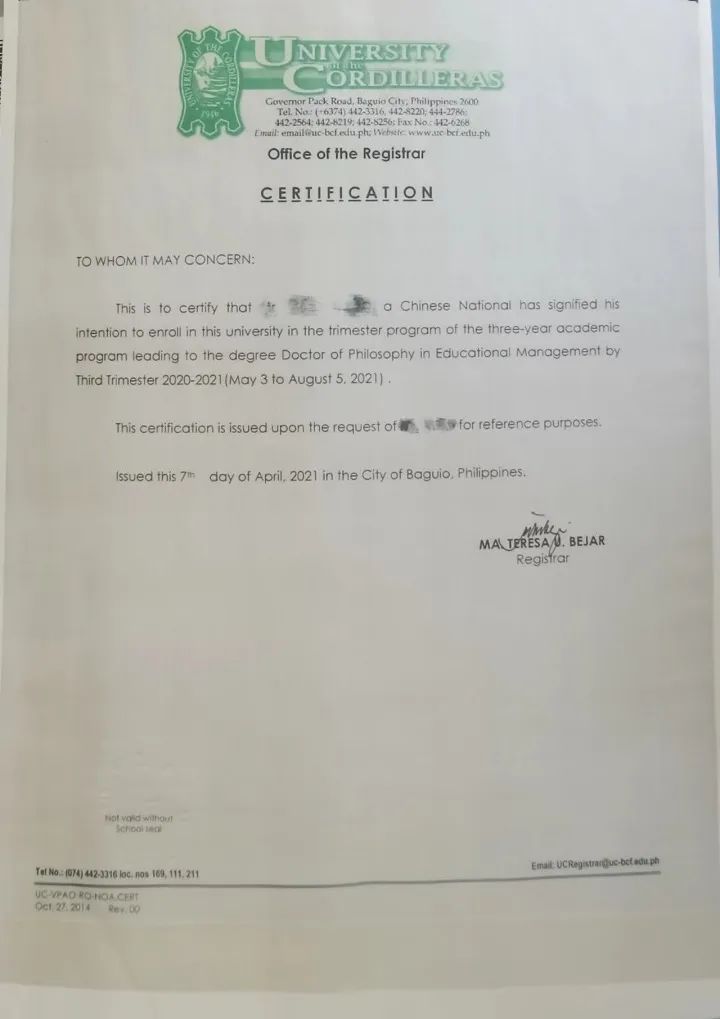 UNIVERSITY OF THE CORDILLERAS
1946
UNIVERSITY
of the
CORDILLERAS
Governor Pack Road, Baguio City, Philippines 2600
Tel. No.: (+6374) 442-3316, 442-8220; 444-2786;
442-2564; 442-8219; 442-8256; Fax No.: 442-6268
Email: email@uc-bcf.edu.ph; Website: www.uc-bcf.edu.ph
Office of the Registrar
CERTIFICATION
TO WHOM IT MAY CONCERN:
This is to certify that a Chinese National has signified his
intention to enroll in this university in the trimester program of the three-year academic
program leading to the degree Doctor of Philosophy in Educational Management by
Third Trimester 2020-2021(May 3 to August 5, 2021) .
This certification is issued upon the request of for reference purposes.
Issued this 7th day of April, 2021 in the City of Baguio, Philippines.
MA. TERESA J. BEJAR
Registrar
Not valid without
School seal
Tel No.: (074) 442-3316 loc. nos 169, 111, 211
Email: UCRegistrar@uc-bcf.edu.ph
UC-VPAO-RO-NOA.CERT
Oct. 27, 2014 Rev. 00